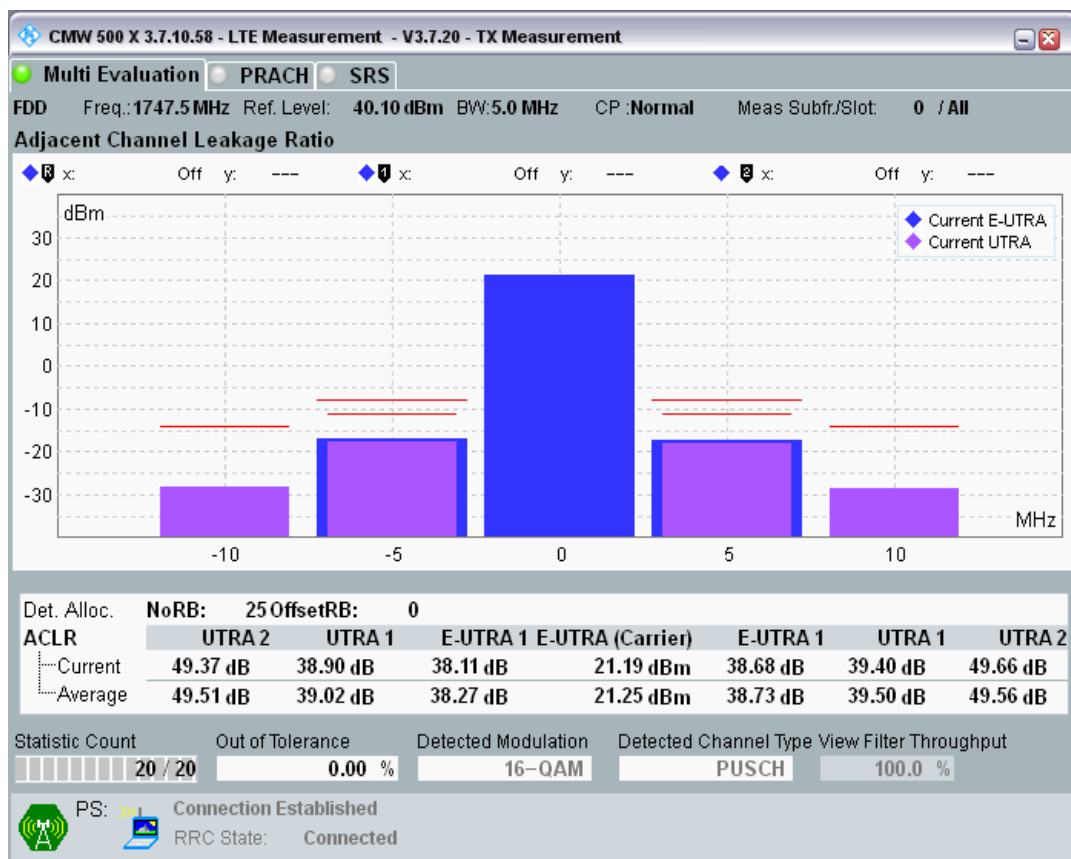 CMW 500 X 3.7.10.58 - LTE Measurement - V3.7.20 - TX Measurement
Multi Evaluation PRACH SRS
FDD Freq.: 1747.5 MHz Ref. Level: 40.10 dBm BW: 5.0 MHz CP : Normal Meas Subfr./Slot: 0 / All
Adjacent Channel Leakage Ratio
R x: Off y: --- 1 x: Off y: --- 2 x: Off y: ---
dBm
Current E-UTRA
Current UTRA
30
20
10
0
-10
-20
-30
MHz
-10 -5 0 5 10
Det. Alloc. NoRB: 25 OffsetRB: 0
ACLR UTRA 2 UTRA 1 E-UTRA 1 E-UTRA (Carrier) E-UTRA 1 UTRA 1 UTRA 2
Current 49.37 dB 38.90 dB 38.11 dB 21.19 dBm 38.68 dB 39.40 dB 49.66 dB
Average 49.51 dB 39.02 dB 38.27 dB 21.25 dBm 38.73 dB 39.50 dB 49.56 dB
Statistic Count Out of Tolerance Detected Modulation Detected Channel Type View Filter Throughput
20 / 20 0.00 % 16-QAM PUSCH 100.0 %
PS: Connection Established
RRC State: Connected